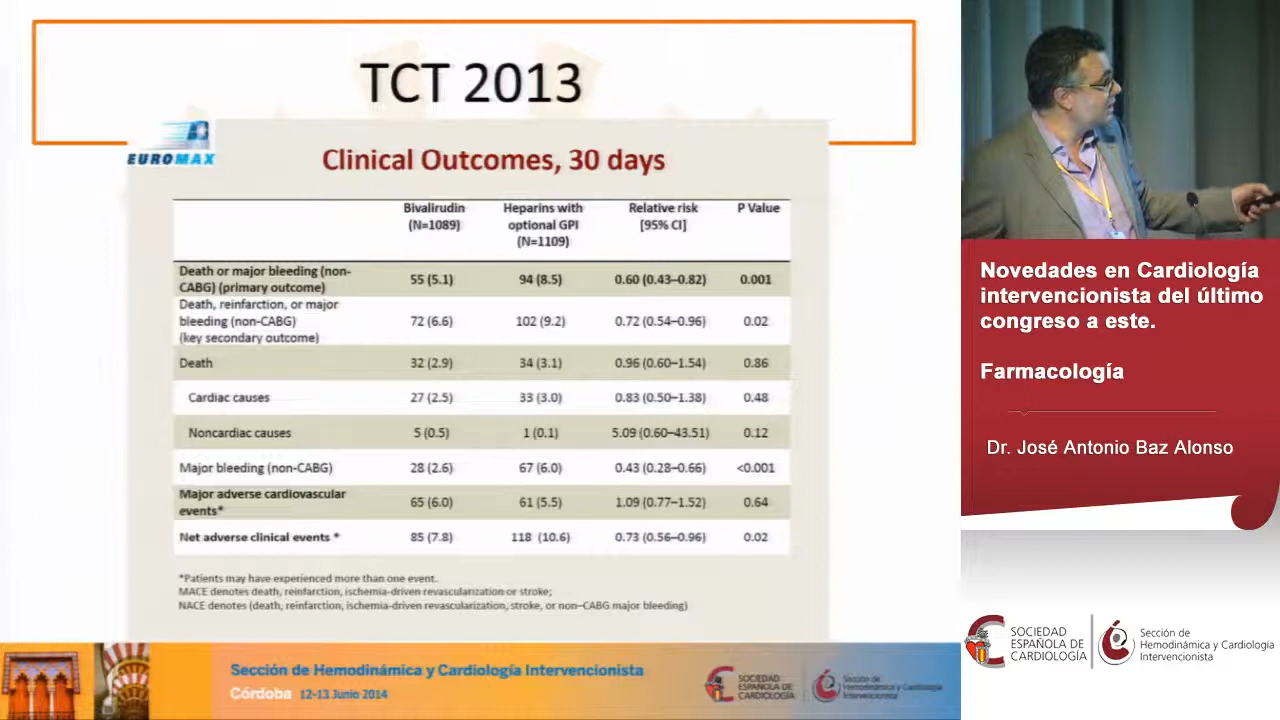 TCT 2013
EUROMAX
Clinical Outcomes, 30 days
Bivalirudin (N=1089) Heparins with optional GPI (N=1109) Relative risk [95% CI] P Value
Death or major bleeding (non-CABG) (primary outcome) 55 (5.1) 94 (8.5) 0.60 (0.43–0.82) 0.001
Death, reinfarction, or major bleeding (non-CABG) (key secondary outcome) 72 (6.6) 102 (9.2) 0.72 (0.54–0.96) 0.02
Death 32 (2.9) 34 (3.1) 0.96 (0.60–1.54) 0.86
Cardiac causes 27 (2.5) 33 (3.0) 0.83 (0.50–1.38) 0.48
Noncardiac causes 5 (0.5) 1 (0.1) 5.09 (0.60–43.51) 0.12
Major bleeding (non-CABG) 28 (2.6) 67 (6.0) 0.43 (0.28–0.66) <0.001
Major adverse cardiovascular events* 65 (6.0) 61 (5.5) 1.09 (0.77–1.52) 0.64
Net adverse clinical events * 85 (7.8) 118 (10.6) 0.73 (0.56–0.96) 0.02
*Patients may have experienced more than one event.
MACE denotes death, reinfarction, ischemia-driven revascularization or stroke;
NACE denotes (death, reinfarction, ischemia-driven revascularization, stroke, or non–CABG major bleeding)
Sección de Hemodinámica y Cardiología Intervencionista
Córdoba 12-13 Junio 2014
SOCIEDAD
ESPAÑOLA DE
CARDIOLOGÍA
Sección de
Hemodinámica y Cardiología
Intervencionista
Novedades en Cardiología
intervencionista del último
congreso a este.
Farmacología
Dr. José Antonio Baz Alonso
SOCIEDAD
ESPAÑOLA DE
CARDIOLOGÍA
Sección de
Hemodinámica y Cardiología
Intervencionista